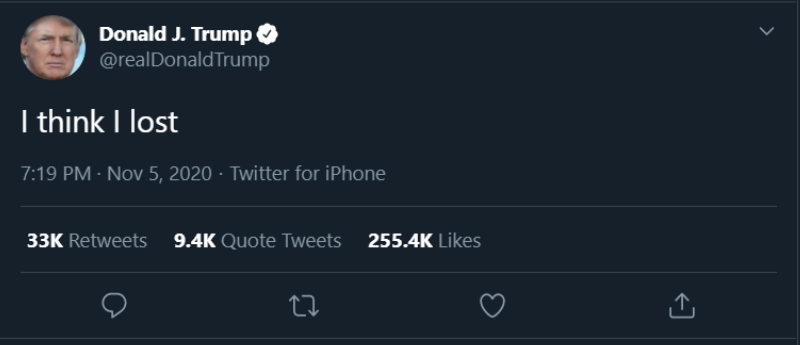 Donald J. Trump
@realDonaldTrump
I think I lost
7:19 PM · Nov 5, 2020 · Twitter for iPhone
33K Retweets 9.4K Quote Tweets 255.4K Likes